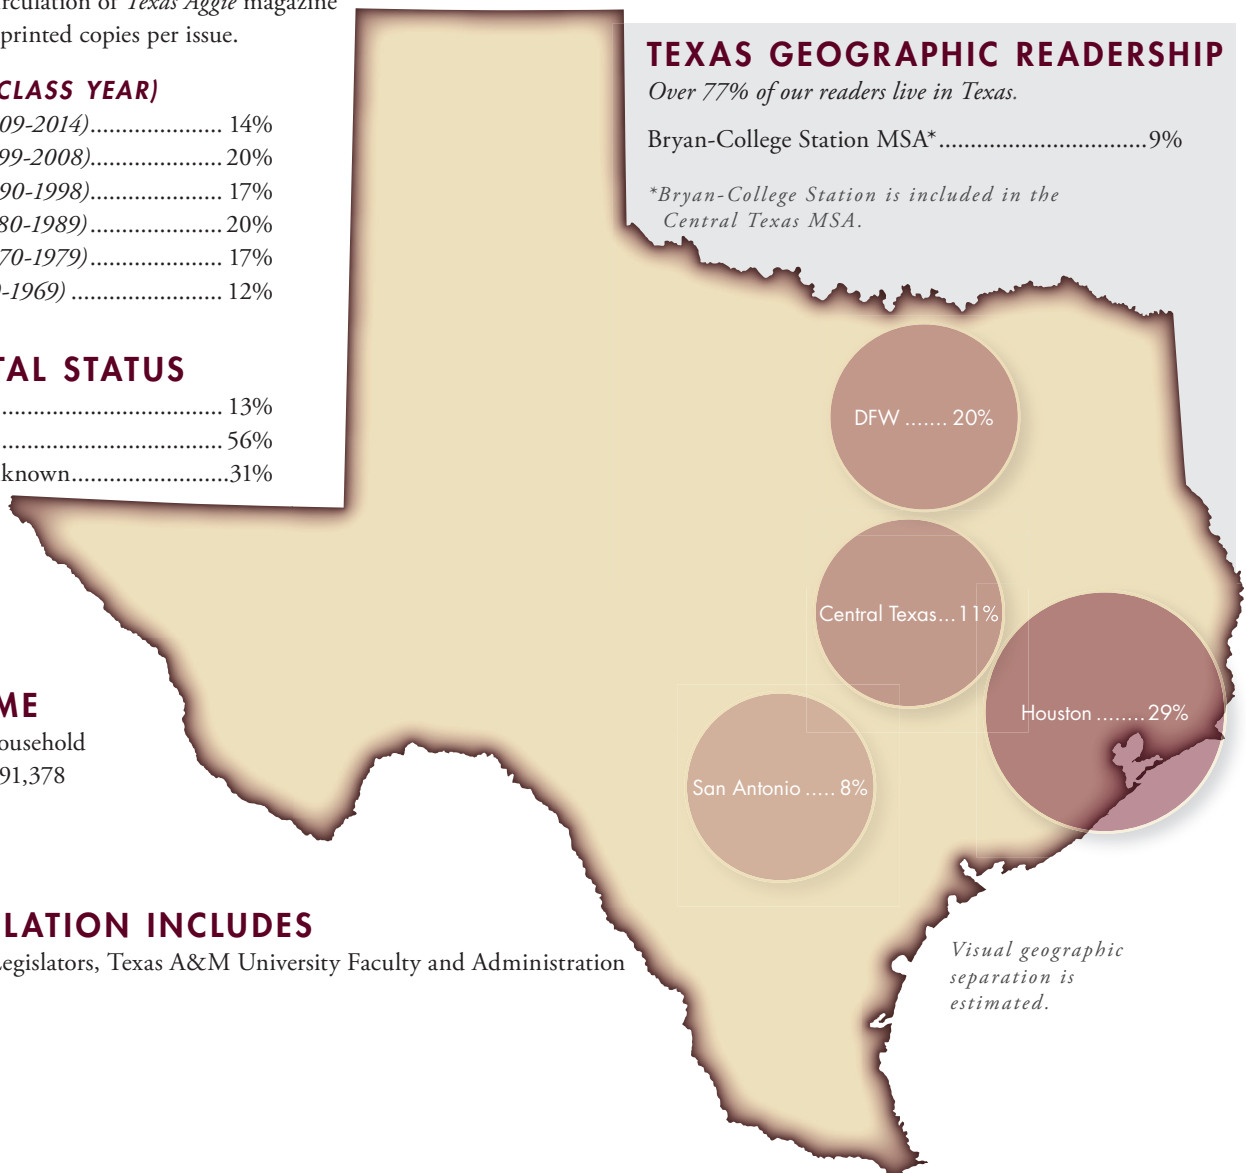 of Texas Aggie magazine
printed copies per issue.
CLASS YEAR)
09-2014)...................... 14%
99-2008)...................... 20%
90-1998)...................... 17%
80-1989)...................... 20%
70-1979)...................... 17%
-1969) ......................... 12%
TAL STATUS
..................................... 13%
..................................... 56%
known..........................31%
ME
ousehold
91,378
LATION INCLUDES
egislators, Texas A&M University Faculty and Administration
TEXAS GEOGRAPHIC READERSHIP
Over 77% of our readers live in Texas.
Bryan-College Station MSA*..................................9%
*Bryan-College Station is included in the
Central Texas MSA.
DFW ....... 20%
Central Texas...11%
Houston ........29%
San Antonio ..... 8%
Visual geographic
separation is
estimated.